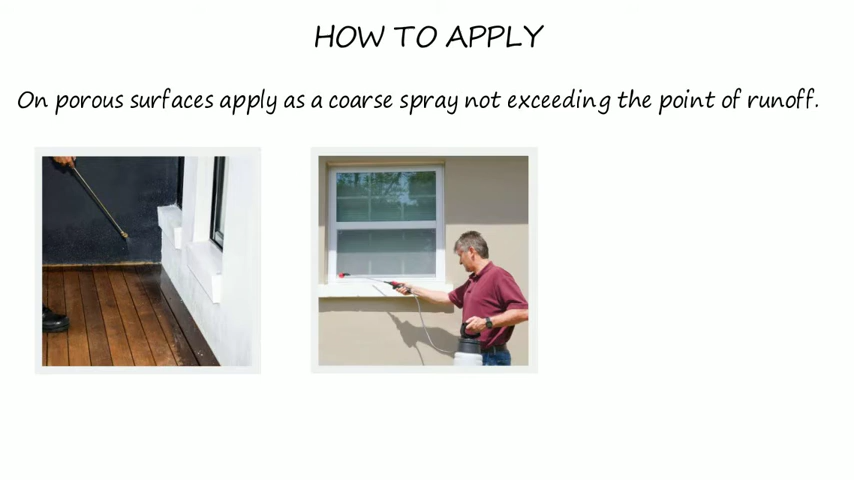 HOW TO APPLY
On porous surfaces apply as a coarse spray not exceeding the point of runoff.